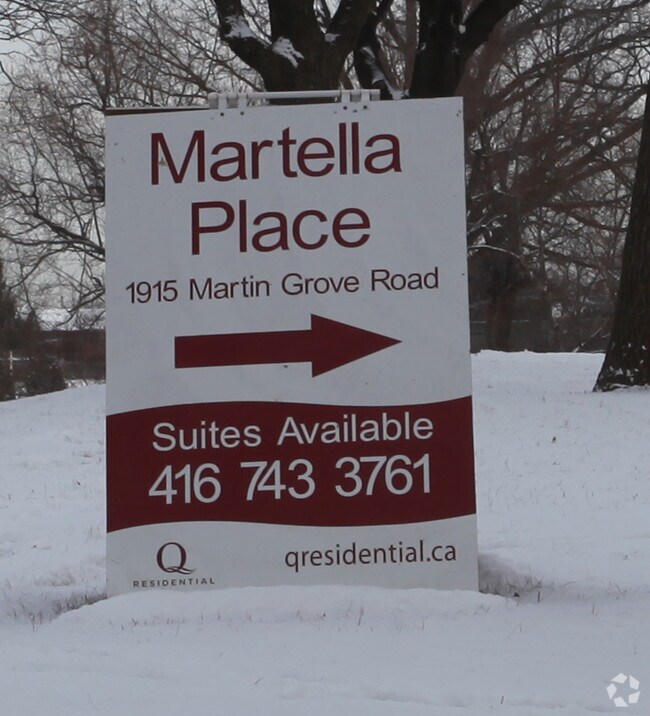 Martella
Place
1915 Martin Grove Road
Suites Available
416 743 3761
Q
RESIDENTIAL
qresidential.ca